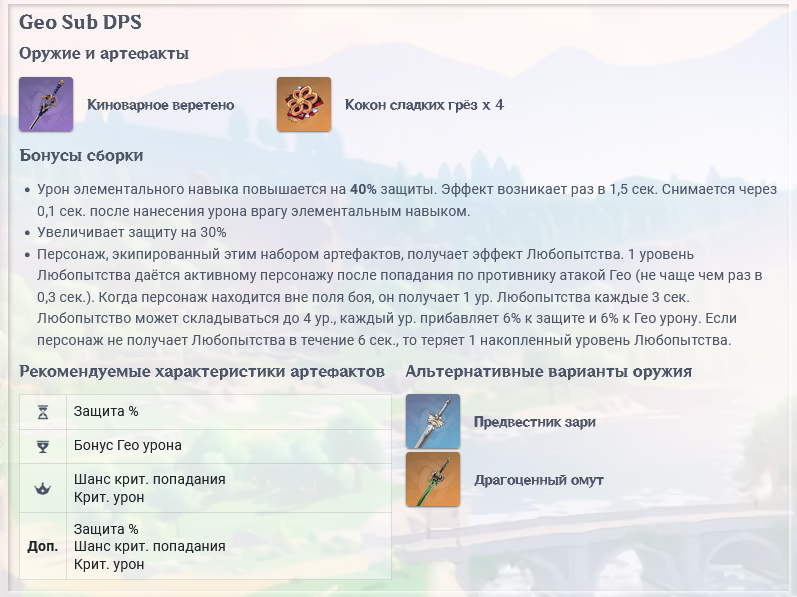 Geo Sub DPS
Оружие и артефакты
Киноварное веретено
Кокон сладких грёз x 4
Бонусы сборки
• Урон элементального навыка повышается на 40% защиты. Эффект возникает раз в 1,5 сек. Снимается через
0,1 сек. после нанесения урона врагу элементальным навыком.
• Увеличивает защиту на 30%
• Персонаж, экипированный этим набором артефактов, получает эффект Любопытства. 1 уровень
Любопытства даётся активному персонажу после попадания по противнику атакой Гео (не чаще чем раз в
0,3 сек.). Когда персонаж находится вне поля боя, он получает 1 ур. Любопытства каждые 3 сек.
Любопытство может складываться до 4 ур., каждый ур. прибавляет 6% к защите и 6% к Гео урону. Если
персонаж не получает Любопытства в течение 6 сек., то теряет 1 накопленный уровень Любопытства.
Рекомендуемые характеристики артефактов
Защита %
Бонус Гео урона
Шанс крит. попадания
Крит. урон
Доп.
Защита %
Шанс крит. попадания
Крит. урон
Альтернативные варианты оружия
Предвестник зари
Драгоценный омут